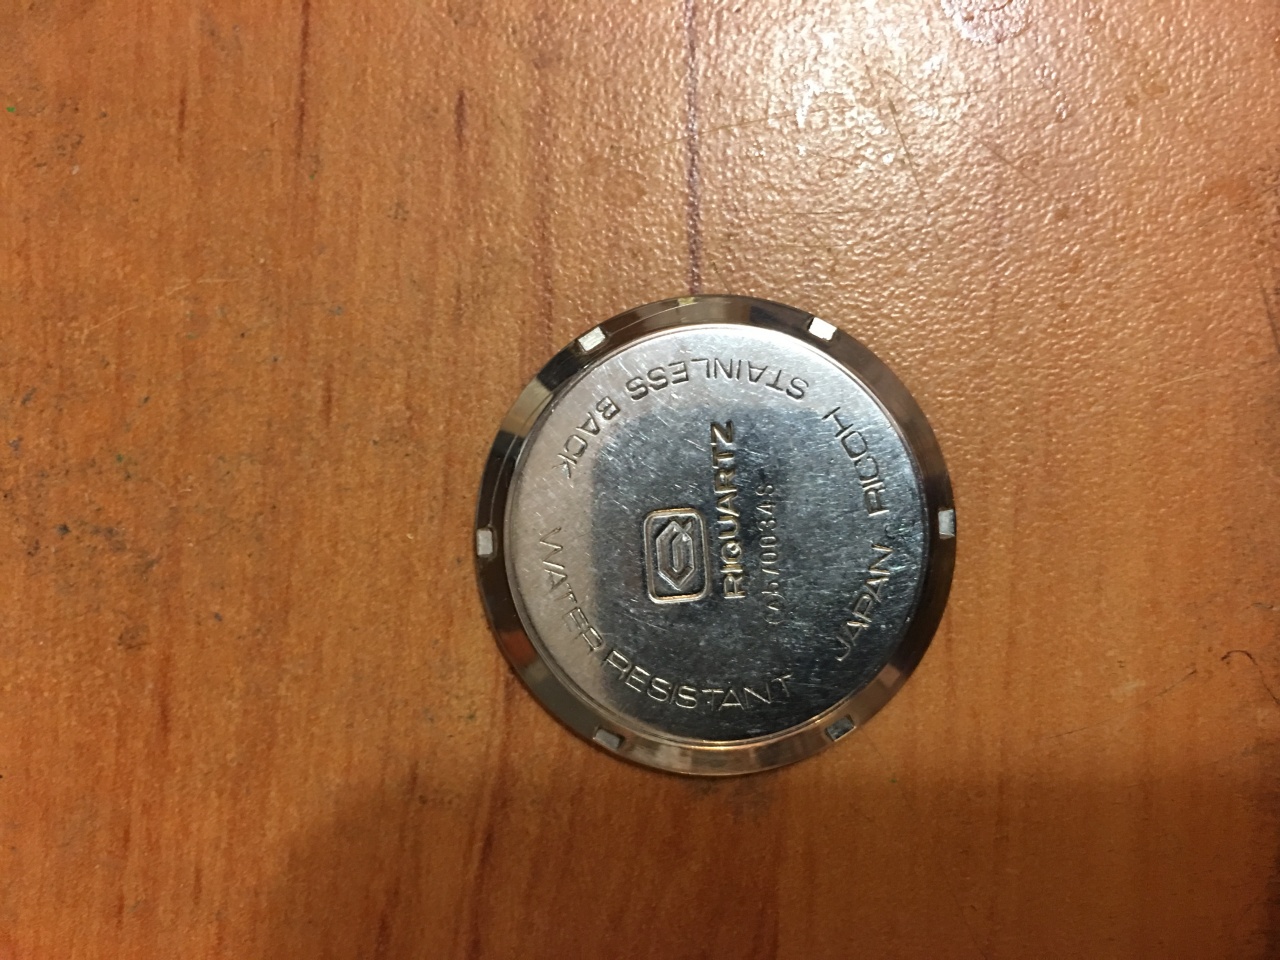 STAINLESS BACK
WATER RESISTANT
JAPAN RICOH
RIQUARTZ